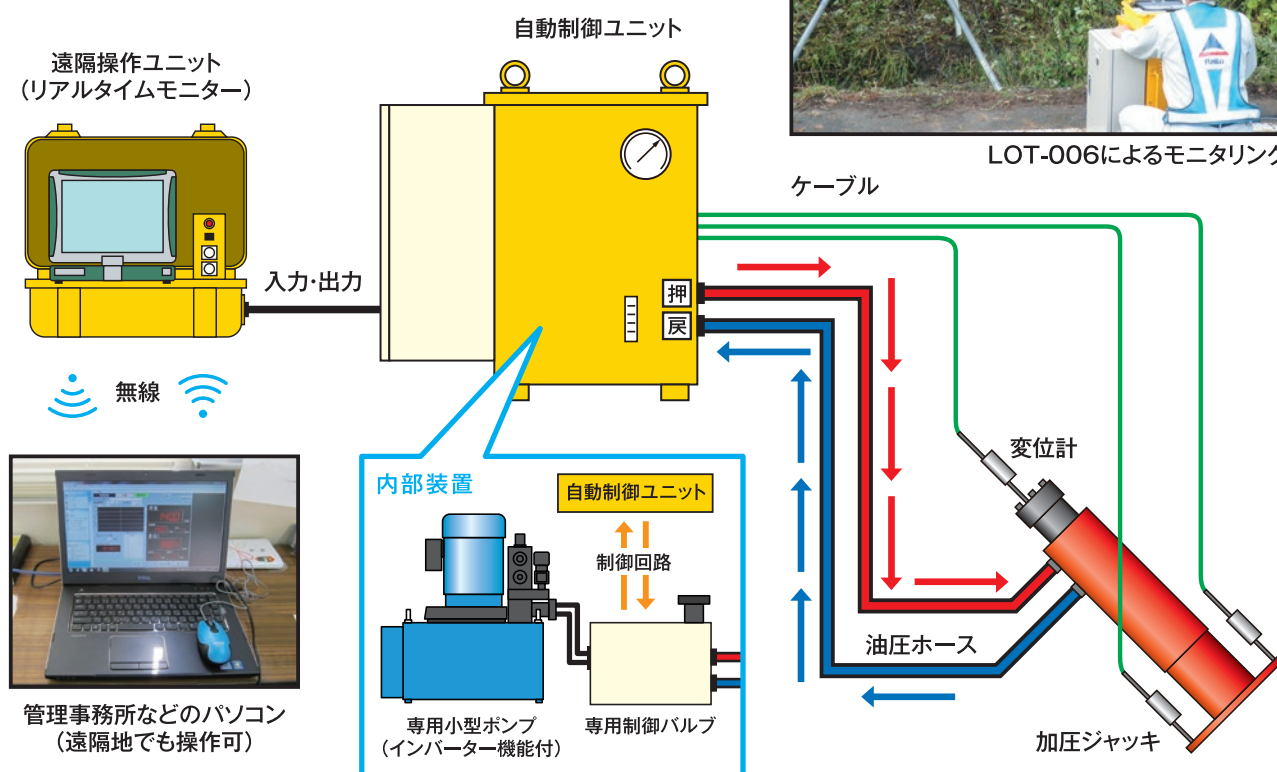 自動制御ユニット
遠隔操作ユニット
(リアルタイムモニター)
LOT-006によるモニタリング
ケーブル
入力・出力
押
戻
無線
変位計
内部装置
自動制御ユニット
制御回路
油圧ホース
専用小型ポンプ
(インバーター機能付)
専用制御バルブ
加圧ジャッキ
管理事務所などのパソコン
(遠隔地でも操作可)